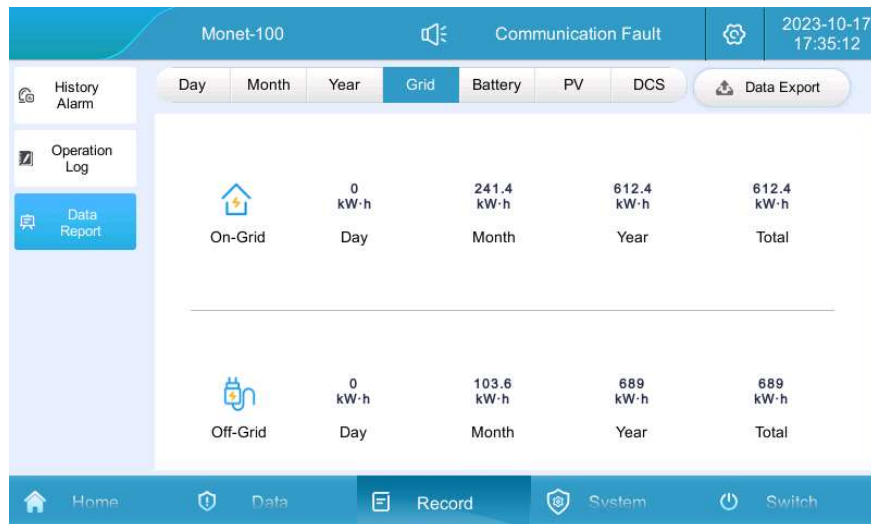 Monet-100
Communication Fault
2023-10-17
17:35:12
History
Alarm
Operation
Log
Data
Report
Day Month Year Grid Battery PV DCS
Data Export
0 241.4 612.4 612.4
kW·h kW·h kW·h kW·h
On-Grid Day Month Year Total
0 103.6 689 689
kW·h kW·h kW·h kW·h
Off-Grid Day Month Year Total
Home Data Record System Switch